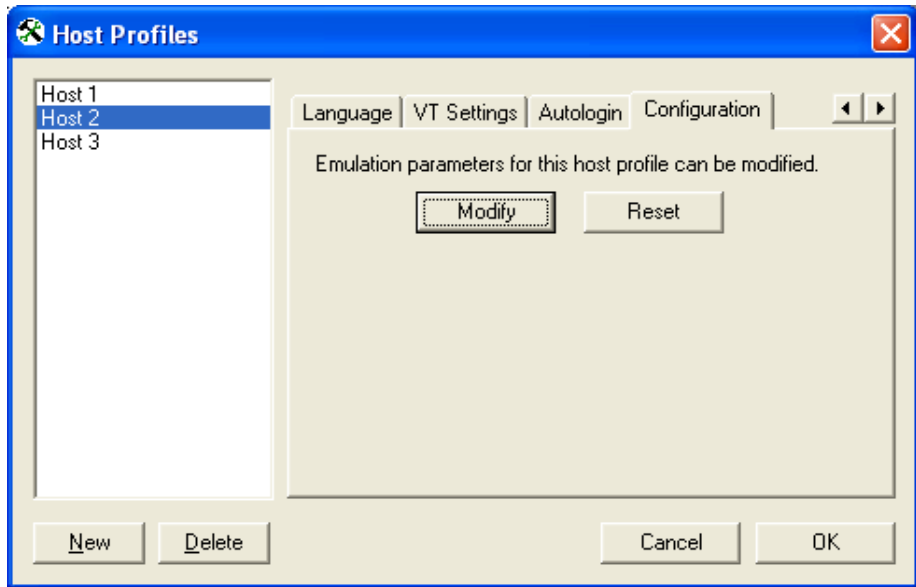 Host Profiles
Host 1
Host 2
Host 3
Language VT Settings Autologin Configuration
Emulation parameters for this host profile can be modified.
Modify Reset
New Delete Cancel OK